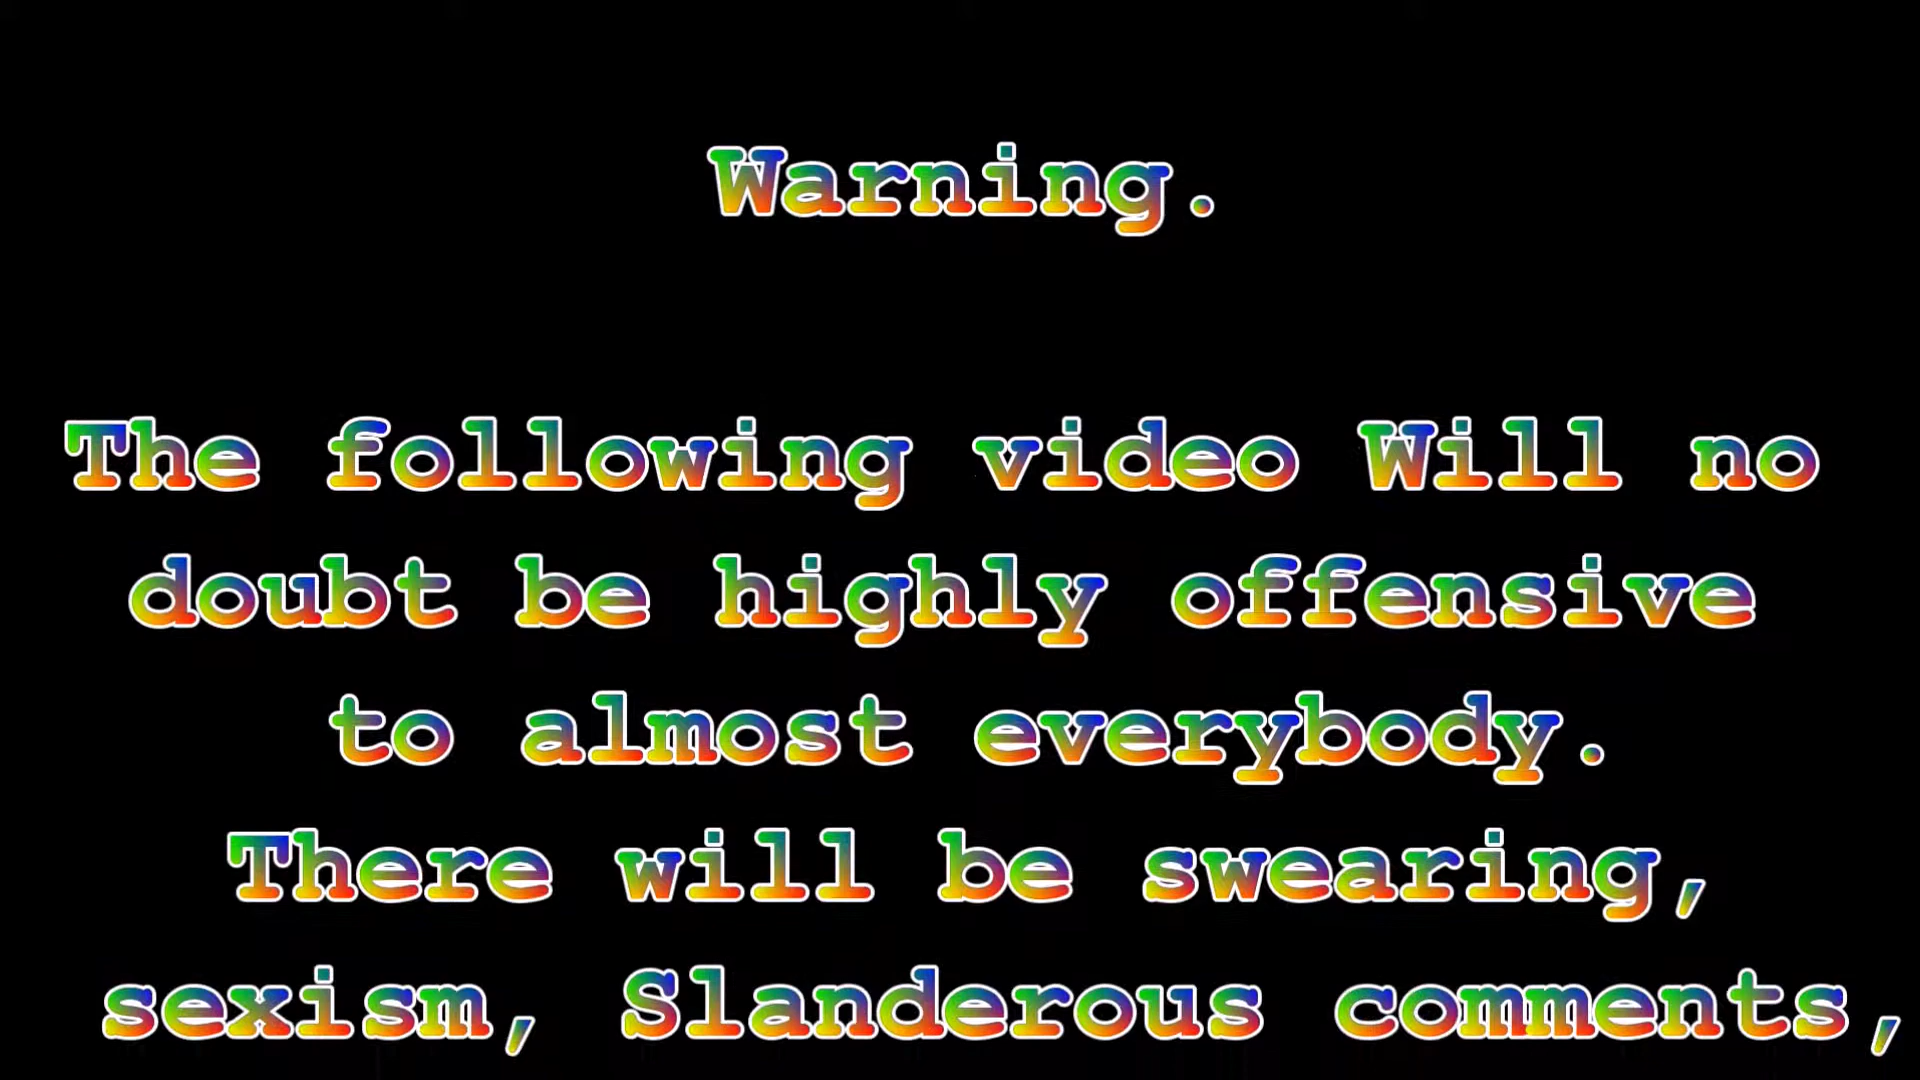 Warning.
The following video Will no
doubt be highly offensive
to almost everybody.
There will be swearing,
sexism, Slanderous comments,